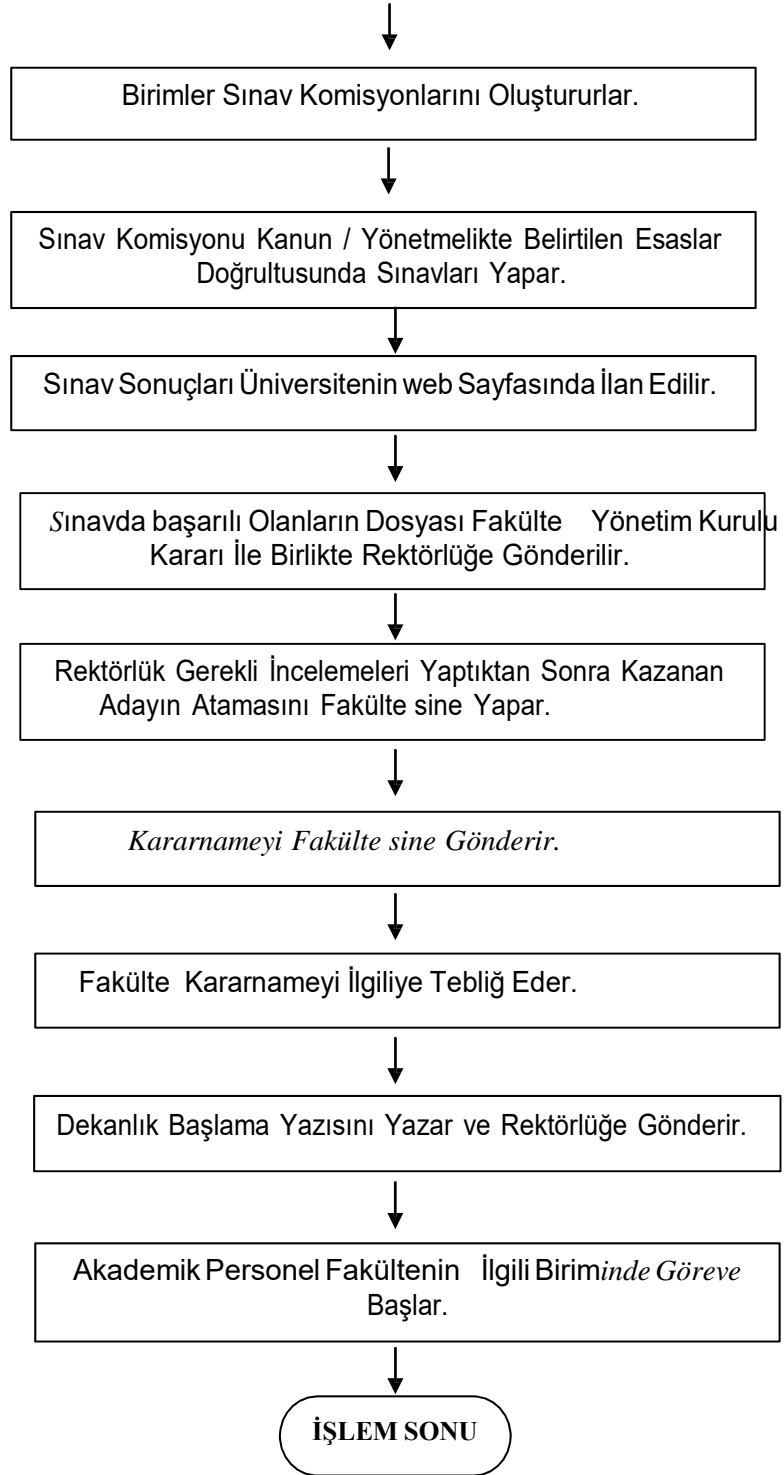 Birimler Sınav Komisyonlarını Oluştururlar.
Sınav Komisyonu Kanun / Yönetmelikte Belirtilen Esaslar
Doğrultusunda Sınavları Yapar.
Sınav Sonuçları Üniversitenin web Sayfasında İlan Edilir.
Sınavda başarılı Olanların Dosyası Fakülte Yönetim Kurulu
Kararı İle Birlikte Rektörlüğe Gönderilir.
Rektörlük Gerekli İncelemeleri Yaptıktan Sonra Kazanan
Adayın Atamasını Fakülte sine Yapar.
Kararnameyi Fakülte sine Gönderir.
Fakülte Kararnameyi İlgiliye Tebliğ Eder.
Dekanlık Başlama Yazısını Yazar ve Rektörlüğe Gönderir.
Akademik Personel Fakültenin İlgili Biriminde Göreve
Başlar.
İŞLEM SONU